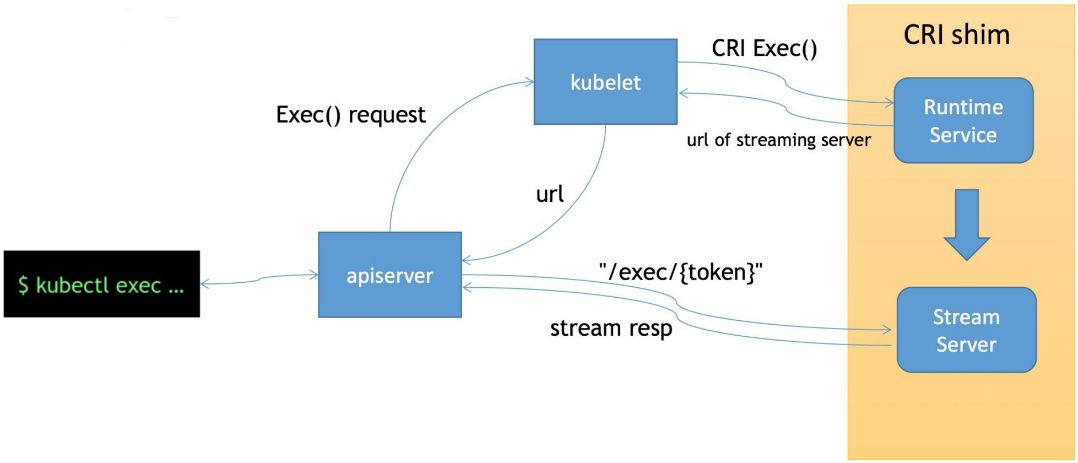 CRI shim
CRI Exec()
kubelet
Runtime
Service
Exec() request
url of streaming server
url
$ kubectl exec ...
apiserver
"/exec/{token}"
stream resp
Stream
Server